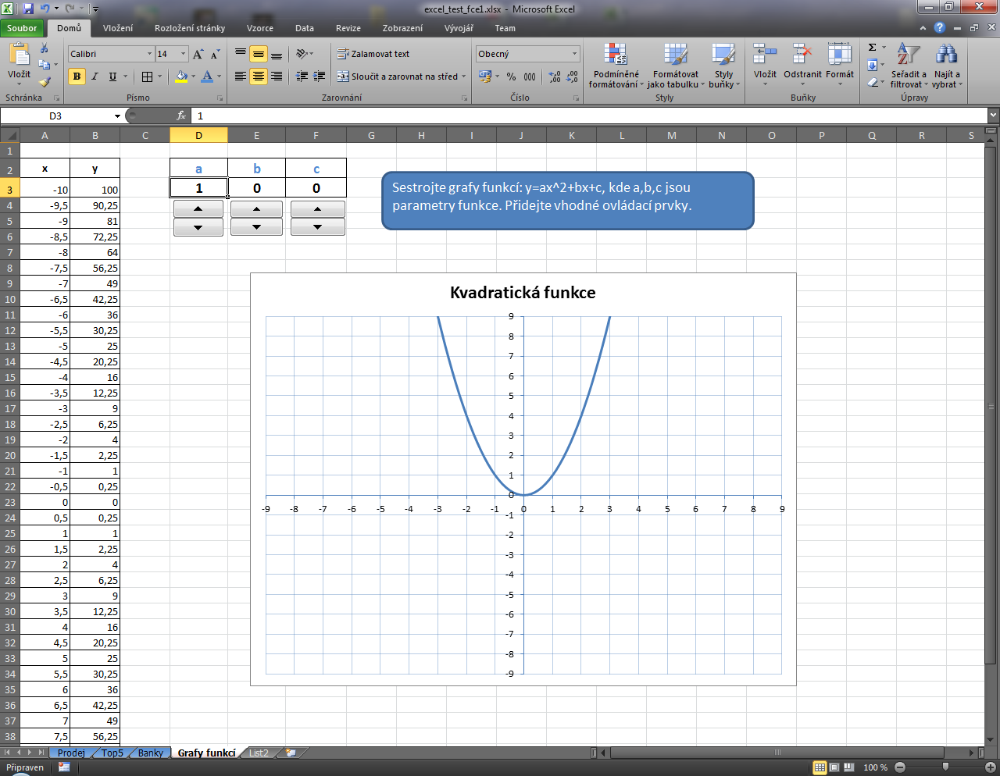 excel_test_fce1.xlsx - Microsoft Excel
Soubor Domů Vložení Rozložení stránky Vzorce Data Revize Zobrazení Vývojář Team
Vložit
Schránka
Calibri 14
B I U
Písmo
Zalamovat text
Sloučit a zarovnat na střed
Zarovnání
Obecný
% 000
Číslo
Podmíněné formátování
Formátovat jako tabulku
Styly buňky
Styly
Vložit Odstranit Formát
Buňky
Seřadit a filtrovat
Najít a vybrat
Úpravy
D3 fx 1
A B C D E F G H I J K L M N O P Q R S
1
2 x y a b c
3 -10 100 1 0 0
4 -9,5 90,25
5 -9 81
6 -8,5 72,25
7 -8 64
8 -7,5 56,25
9 -7 49
10 -6,5 42,25
11 -6 36
12 -5,5 30,25
13 -5 25
14 -4,5 20,25
15 -4 16
16 -3,5 12,25
17 -3 9
18 -2,5 6,25
19 -2 4
20 -1,5 2,25
21 -1 1
22 -0,5 0,25
23 0 0
24 0,5 0,25
25 1 1
26 1,5 2,25
27 2 4
28 2,5 6,25
29 3 9
30 3,5 12,25
31 4 16
32 4,5 20,25
33 5 25
34 5,5 30,25
35 6 36
36 6,5 42,25
37 7 49
38 7,5 56,25
Sestrojte grafy funkcí: y=ax^2+bx+c, kde a,b,c jsou
parametry funkce. Přidejte vhodné ovládací prvky.
Kvadratická funkce
9
8
7
6
5
4
3
2
1
0
-9 -8 -7 -6 -5 -4 -3 -2 -1 0 1 2 3 4 5 6 7 8 9
-1
-2
-3
-4
-5
-6
-7
-8
-9
Prodej Top5 Banky Grafy funkcí List2
Připraven 100 %